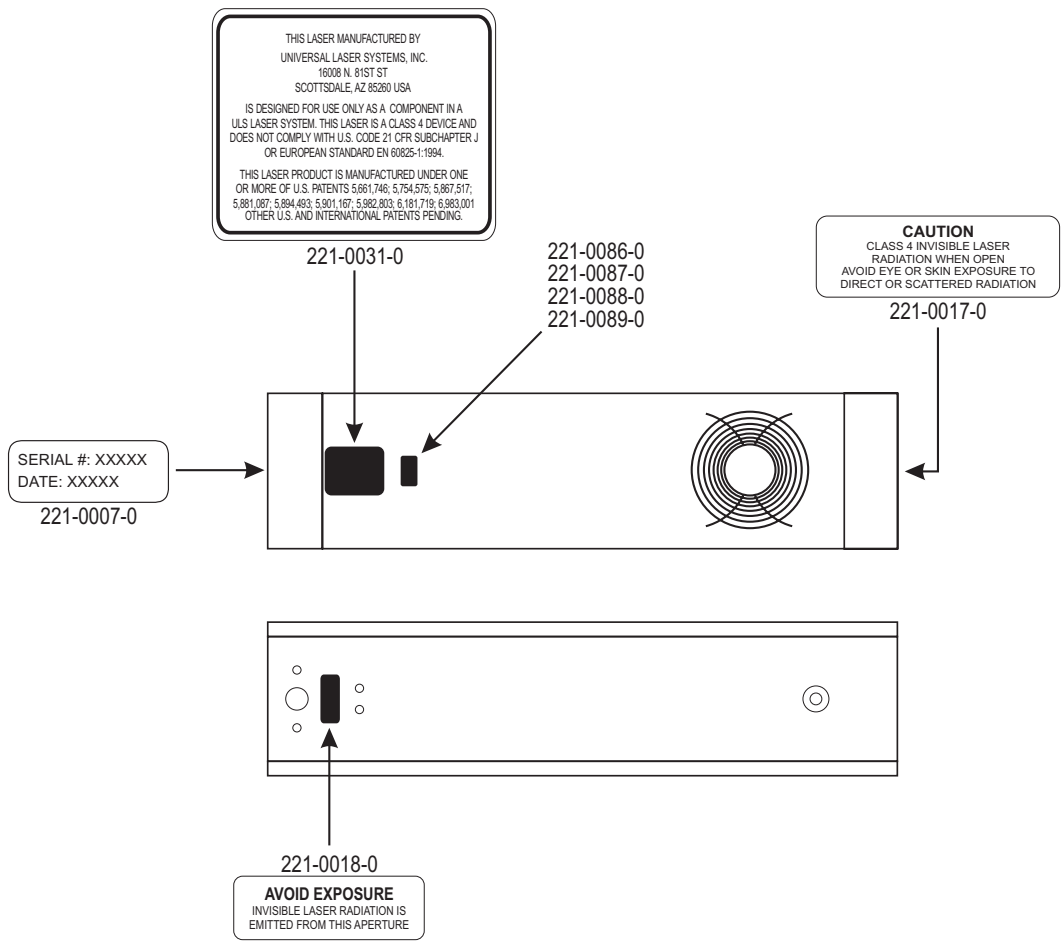 THIS LASER MANUFACTURED BY
UNIVERSAL LASER SYSTEMS, INC.
16008 N. 81ST ST
SCOTTSDALE, AZ 85260 USA
IS DESIGNED FOR USE ONLY AS A COMPONENT IN A
ULS LASER SYSTEM. THIS LASER IS A CLASS 4 DEVICE AND
DOES NOT COMPLY WITH U.S. CODE 21 CFR SUBCHAPTER J
OR EUROPEAN STANDARD EN 60825-1:1994.
THIS LASER PRODUCT IS MANUFACTURED UNDER ONE
OR MORE OF U.S. PATENTS 5,661,746; 5,754,575; 5,867,517;
5,881,087; 5,894,493; 5,901,167; 5,982,803; 6,181,719; 6,983,001
OTHER U.S. AND INTERNATIONAL PATENTS PENDING.
221-0031-0
221-0086-0
221-0087-0
221-0088-0
221-0089-0
CAUTION
CLASS 4 INVISIBLE LASER
RADIATION WHEN OPEN
AVOID EYE OR SKIN EXPOSURE TO
DIRECT OR SCATTERED RADIATION
221-0017-0
SERIAL #: XXXXX
DATE: XXXXX
221-0007-0
221-0018-0
AVOID EXPOSURE
INVISIBLE LASER RADIATION IS
EMITTED FROM THIS APERTURE